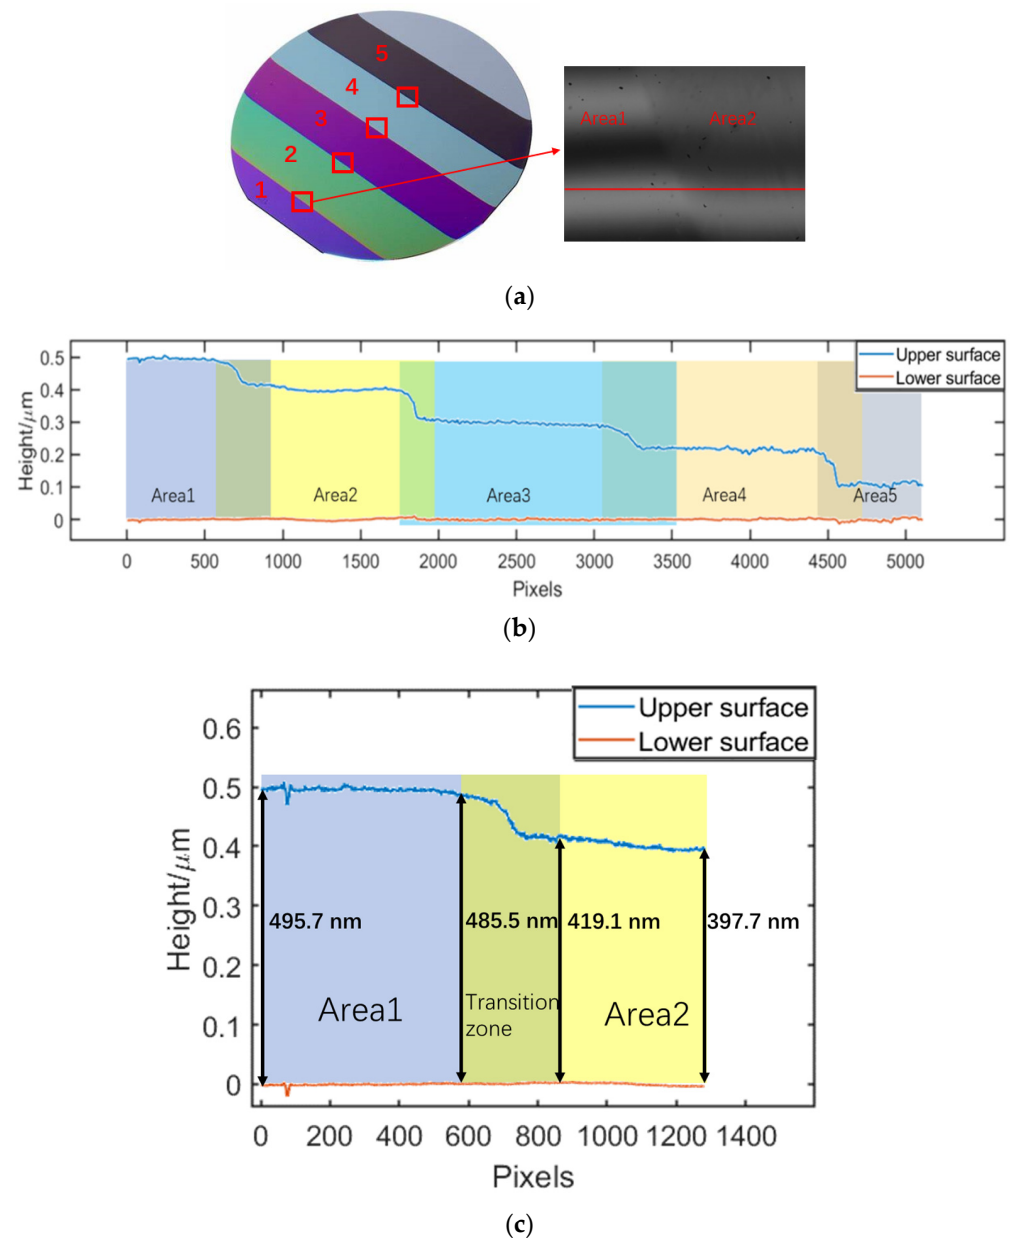 5
4
3
2
1
Area1 Area2
(a)
Upper surface
Lower surface
Height/μm
0.5
0.4
0.3
0.2
0.1
0
Area1 Area2 Area3 Area4 Area5
0 500 1000 1500 2000 2500 3000 3500 4000 4500 5000
Pixels
(b)
Upper surface
Lower surface
Height/μm
0.6
0.5
0.4
0.3
0.2
0.1
0
495.7 nm 485.5 nm 419.1 nm 397.7 nm
Area1 Transition zone Area2
0 200 400 600 800 1000 1200 1400
Pixels
(c)